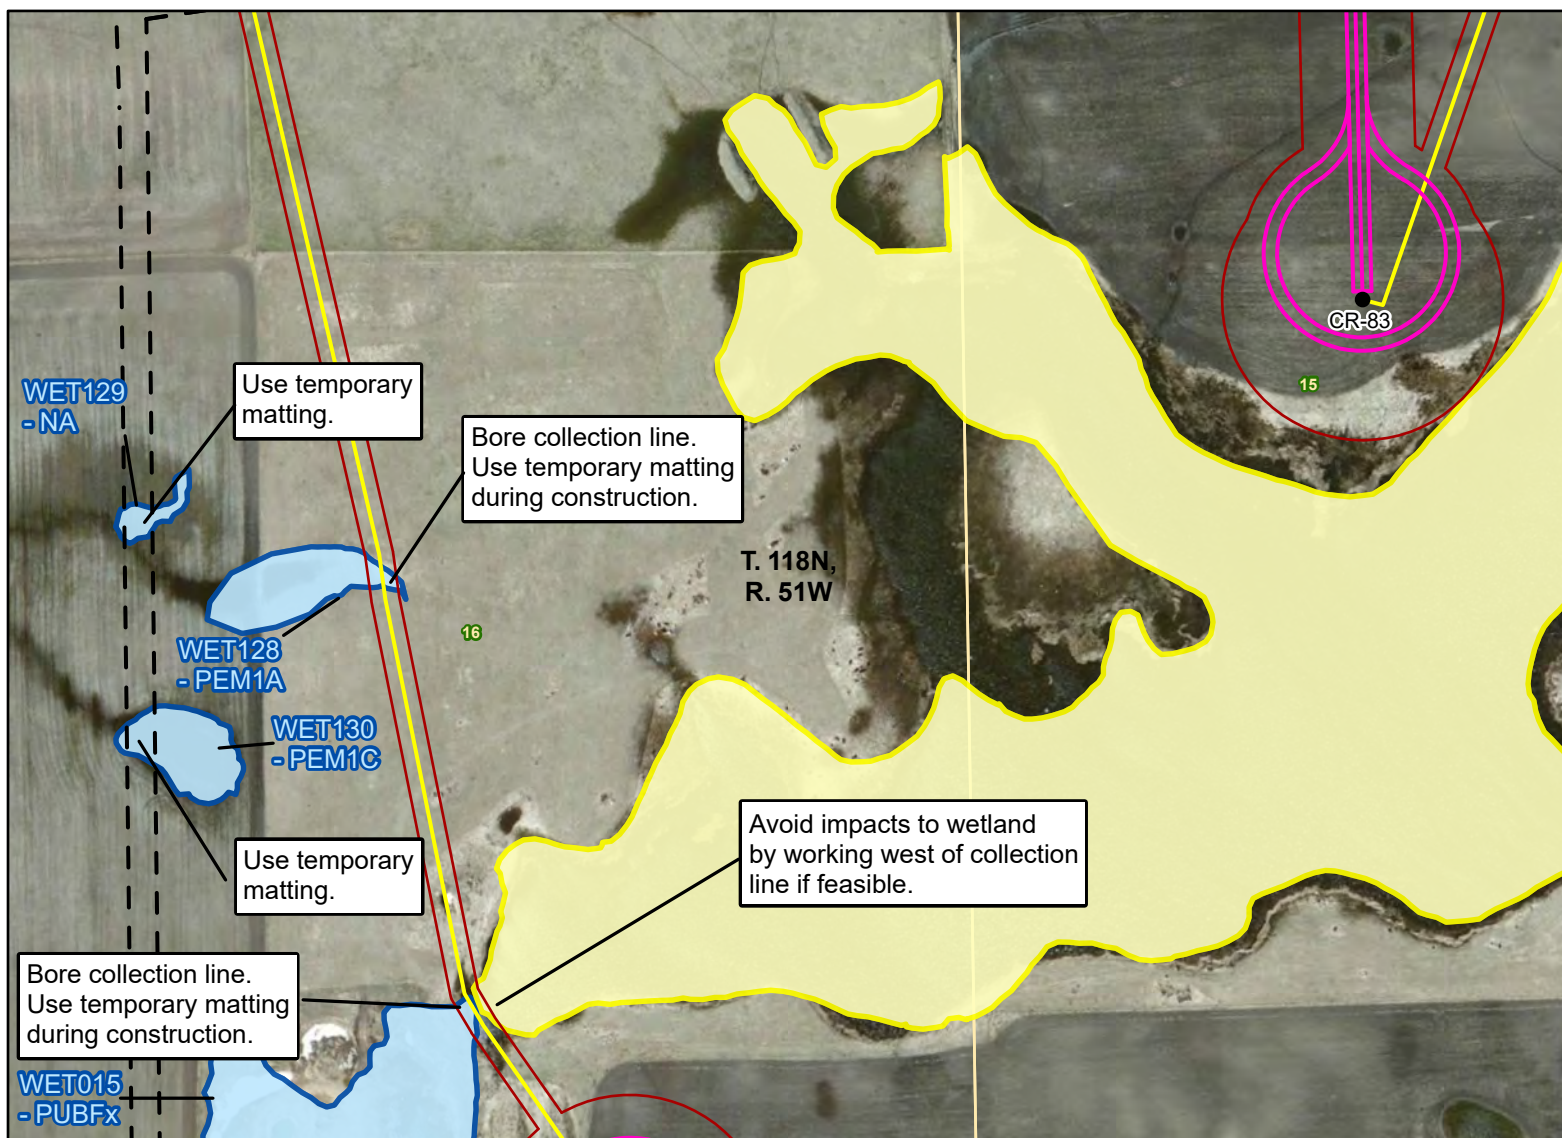 CR-83
15
WET129
- NA
Use temporary
matting.
Bore collection line.
Use temporary matting
during construction.
T. 118N,
R. 51W
16
WET128
- PEM1A
WET130
- PEM1C
Use temporary
matting.
Avoid impacts to wetland
by working west of collection
line if feasible.
Bore collection line.
Use temporary matting
during construction.
WET015
- PUBFx